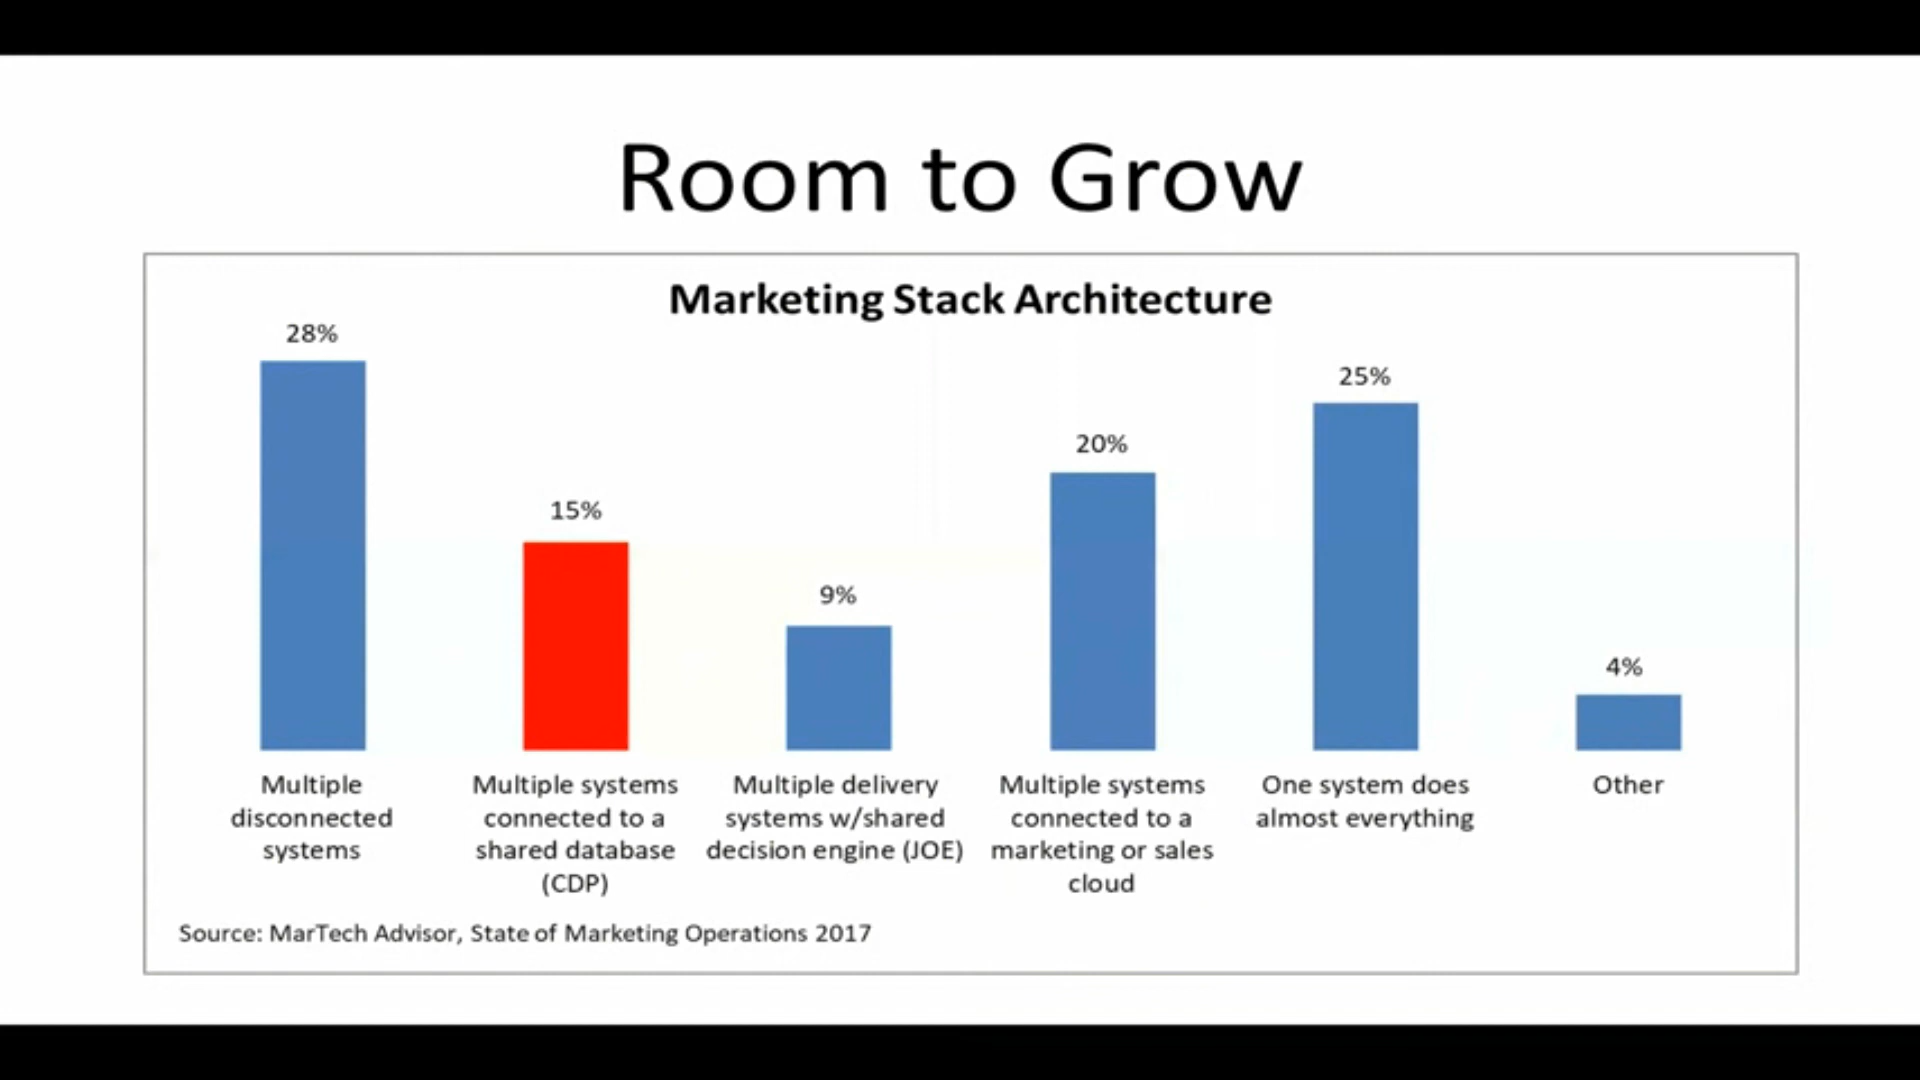 Room to Grow
Marketing Stack Architecture
28%
15%
9%
20%
25%
4%
Multiple
disconnected
systems
Multiple systems
connected to a
shared database
(CDP)
Multiple delivery
systems w/shared
decision engine (JOE)
Multiple systems
connected to a
marketing or sales
cloud
One system does
almost everything
Other
Source: MarTech Advisor, State of Marketing Operations 2017